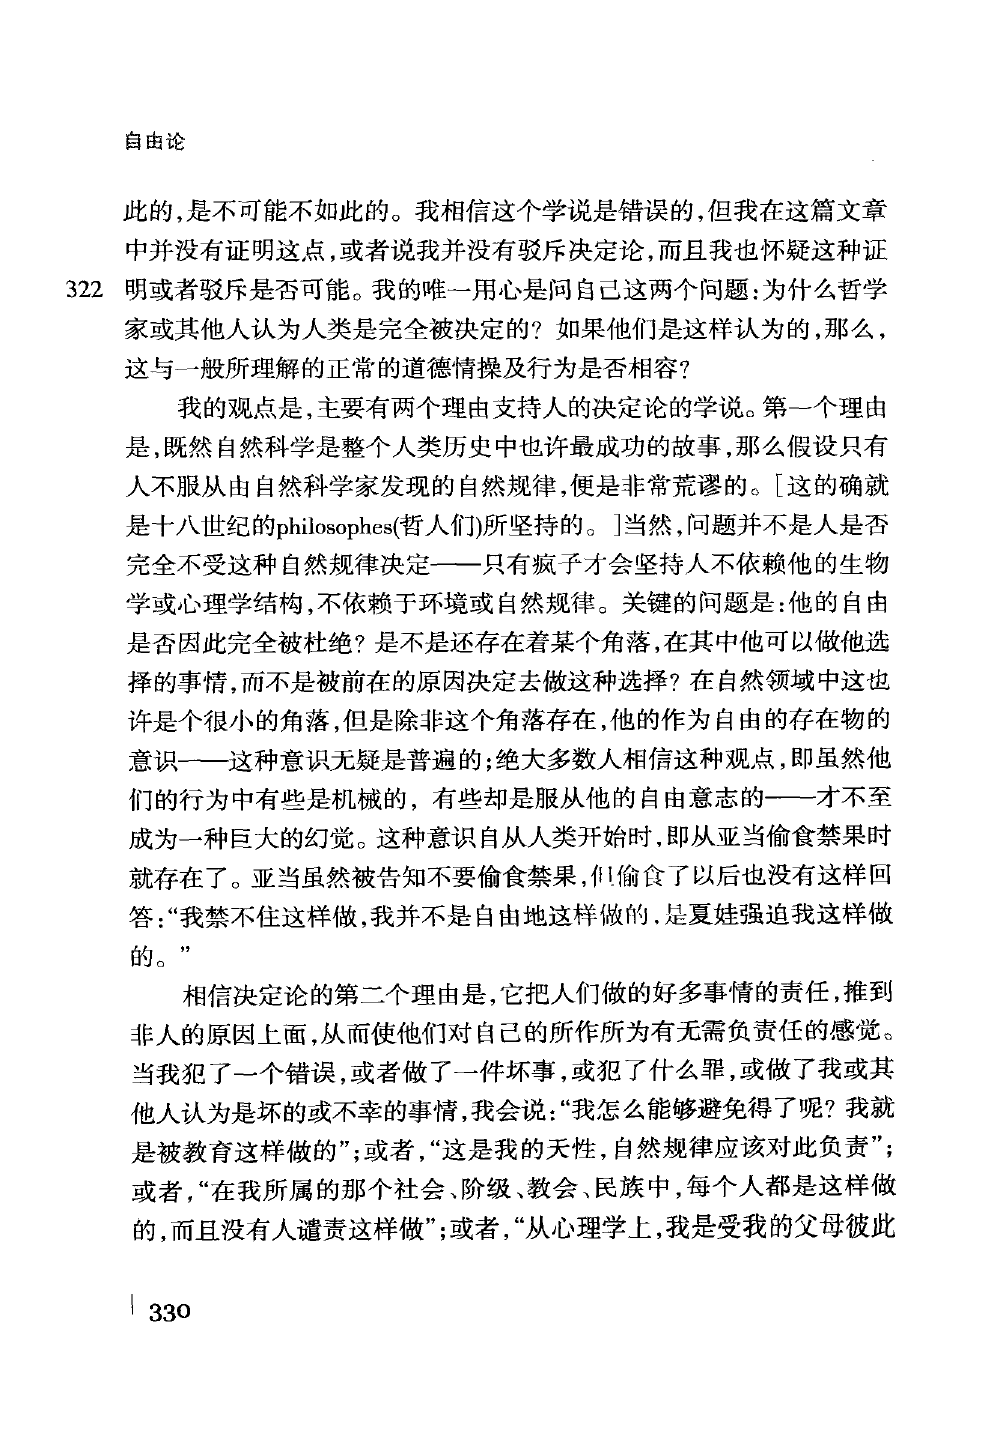 自由论
此的,是不可能不如此的。我相信这个学说是错误的,但我在这篇文章
中并没有证明这点,或者说我并没有驳斥决定论,而且我也怀疑这种证
322 明或者驳斥是否可能。我的唯一用心是问自己这两个问题:为什么哲学
家或其他人认为人类是完全被决定的?如果他们是这样认为的,那么,
这与一般所理解的正常的道德情操及行为是否相容?
我的观点是,主要有两个理由支持人的决定论的学说。第一个理由
是,既然自然科学是整个人类历史中也许最成功的故事,那么假设只有
人不服从由自然科学家发现的自然规律,便是非常荒谬的。[这的确就
是十八世纪的philosophes(哲人们)所坚持的。]当然,问题并不是人是否
完全不受这种自然规律决定——只有疯子才会坚持人不依赖他的生物
学或心理学结构,不依赖于环境或自然规律。关键的问题是:他的自由
是否因此完全被杜绝?是不是还存在着某个角落,在其中他可以做他选
择的事情,而不是被前在的原因决定去做这种选择?在自然领域中这也
许是个很小的角落,但是除非这个角落存在,他的作为自由的存在物的
意识——这种意识无疑是普遍的;绝大多数人相信这种观点,即虽然他
们的行为中有些是机械的,有些却是服从他的自由意志的——才不至
成为一种巨大的幻觉。这种意识自从人类开始时,即从亚当偷食禁果时
就存在了。亚当虽然被告知不要偷食禁果,但偷食了以后也没有这样回
答:“我禁不住这样做,我并不是自由地这样做的,是夏娃强迫我这样做
的。”
相信决定论的第二个理由是,它把人们做的好多事情的责任,推到
非人的原因上面,从而使他们对自己的所作所为有无需负责任的感觉。
当我犯了一个错误,或者做了一件坏事,或犯了什么罪,或做了我或其
他人认为是坏的或不幸的事情,我会说:“我怎么能够避免得了呢?我就
是被教育这样做的”;或者,“这是我的天性,自然规律应该对此负责”;
或者,“在我所属的那个社会、阶级、教会、民族中,每个人都是这样做
的,而且没有人谴责这样做”;或者,“从心理学上,我是受我的父母彼此
330